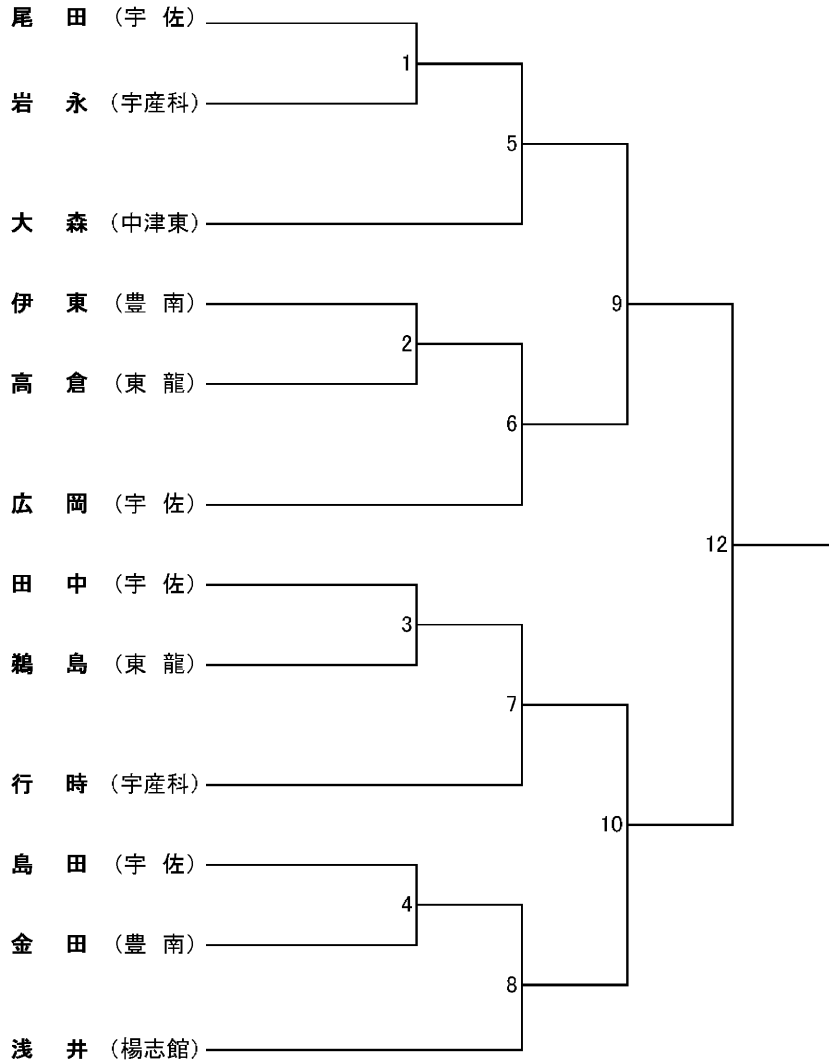 尾 田 (宇 佐)
1
岩 永 (宇産科)
5
大 森 (中津東)
伊 東 (豊 南)
9
2
高 倉 (東 龍)
6
広 岡 (宇 佐)
12
田 中 (宇 佐)
3
鵜 島 (東 龍)
7
行 時 (宇産科)
10
島 田 (宇 佐)
4
金 田 (豊 南)
8
浅 井 (楊志館)